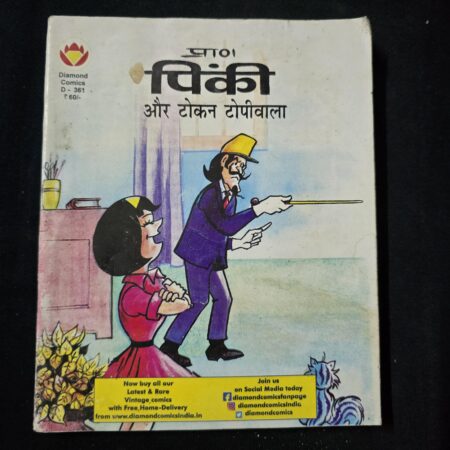 Diamond
Comics
D - 361
₹ 60/-
प्राण
पिंकी
और टोकन टोपीवाला
Now buy all our
Latest & Rare
Vintage comics
with Free Home-Delivery
from www.diamondcomicsindia.in
Join us
on Social Media today
diamondcomicsfanpage
diamondcomicsindia
diamondcomics